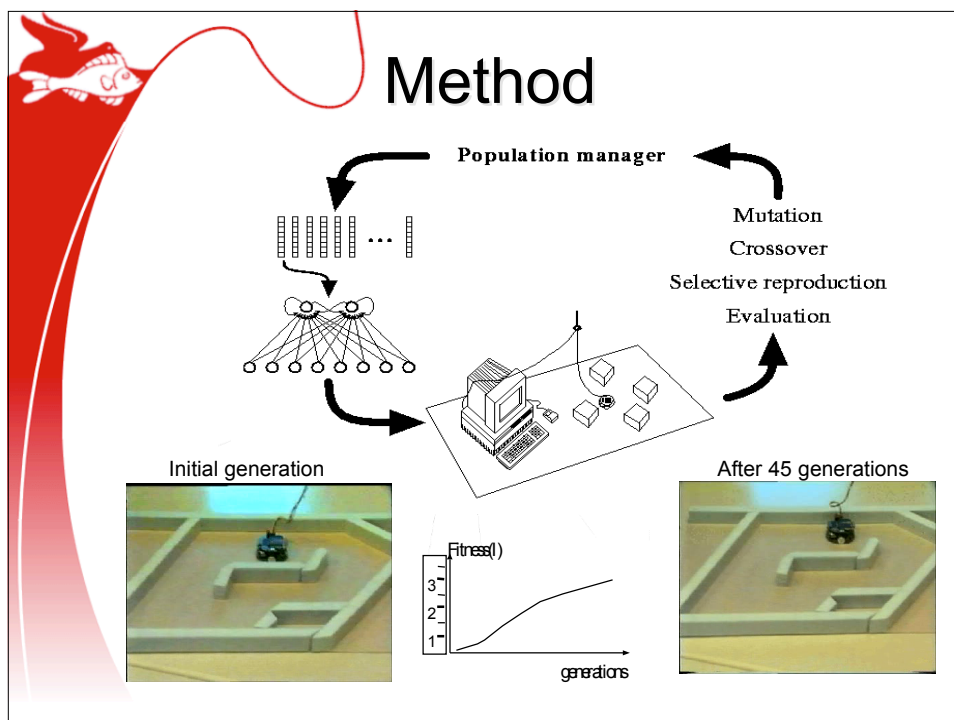 Method
Population manager
Mutation
Crossover
Selective reproduction
Evaluation
...
Initial generation
After 45 generations
Fitness(I)
3
2
1
generations